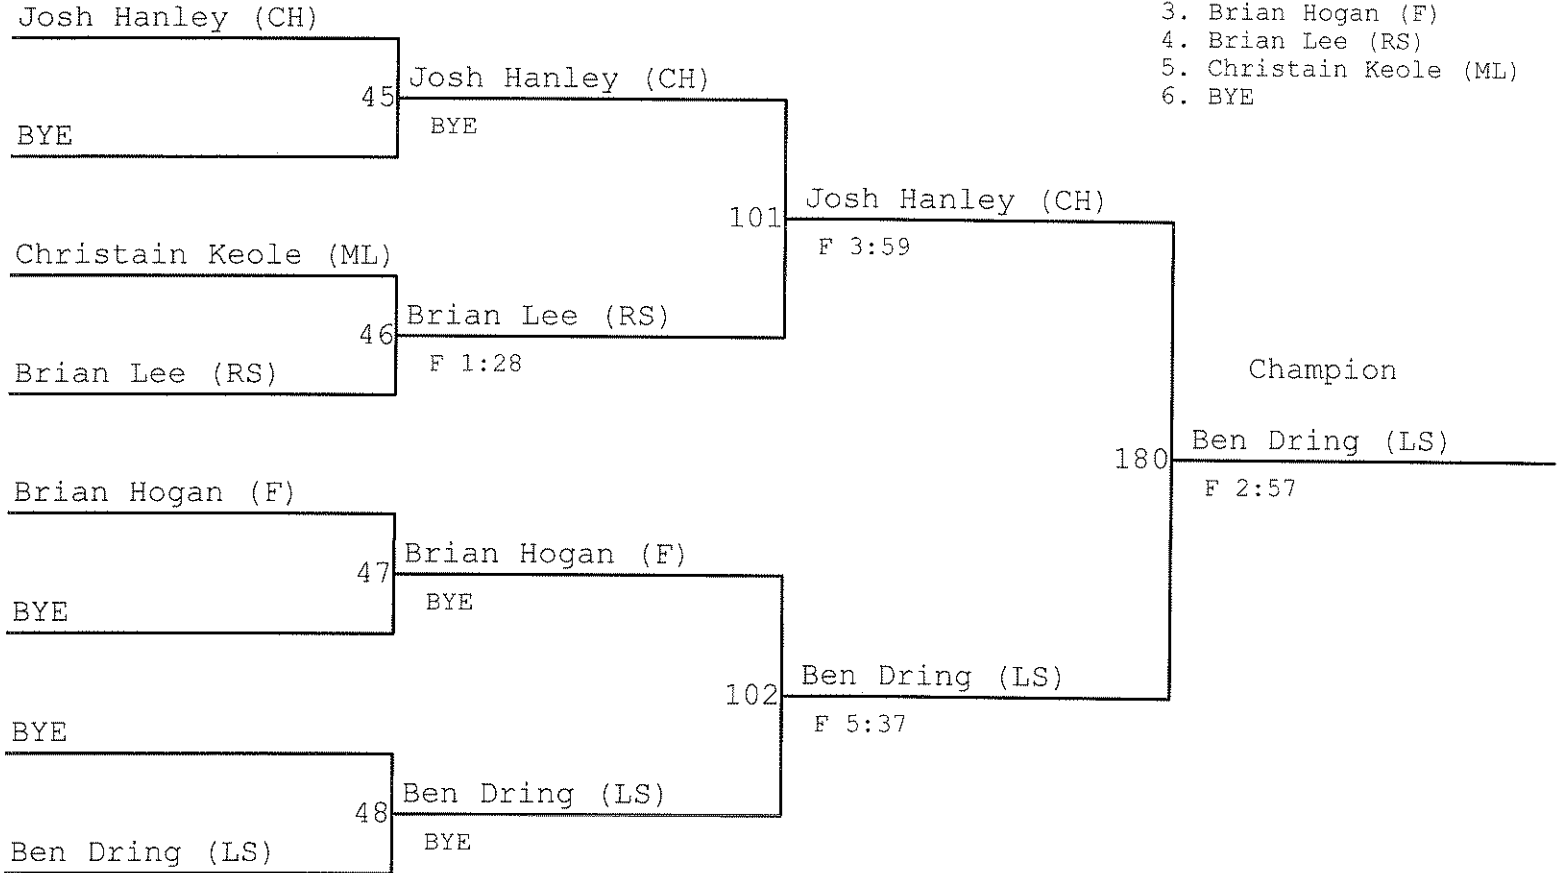 Josh Hanley (CH)
3. Brian Hogan (F)
4. Brian Lee (RS)
5. Christain Keole (ML)
6. BYE
45
Josh Hanley (CH)
BYE
BYE
101
Josh Hanley (CH)
F 3:59
Christain Keole (ML)
46
Brian Lee (RS)
F 1:28
Brian Lee (RS)
Champion
180
Ben Dring (LS)
F 2:57
Brian Hogan (F)
47
Brian Hogan (F)
BYE
BYE
102
Ben Dring (LS)
F 5:37
BYE
48
Ben Dring (LS)
BYE
Ben Dring (LS)